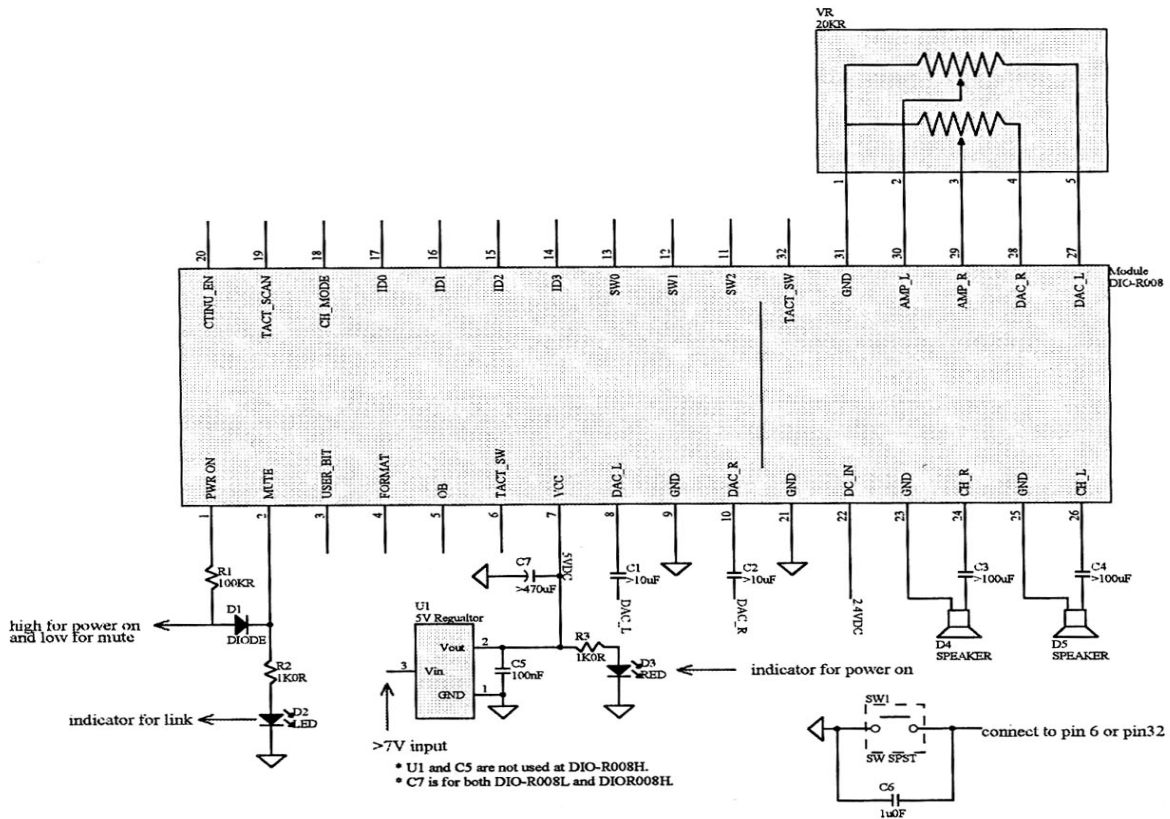 VR
20KR
1
2
3
4
5
20
19
18
17
16
15
14
13
12
11
32
31
30
29
28
27
Module
DIO-R008
CTINU_EN
TACT_SCAN
CH_MODE
ID0
ID1
ID2
ID3
SW0
SW1
SW2
TACT_SW
GND
AMP_L
AMP_R
DAC_R
DAC_L
PWR ON
MUTE
USER_BIT
FORMAT
OB
TACT_SW
VCC
DAC_L
GND
DAC_R
GND
DC_IN
GND
CH_R
GND
CH_L
1
2
3
4
5
6
7
8
9
10
21
22
23
24
25
26
R1
100KR
high for power on
and low for mute
D1
DIODE
R2
1K0R
indicator for link
D2
LED
C7
>470uF
5VDC
U1
5V Regualtor
Vout
2
3
Vin
GND
1
C5
100nF
R3
1K0R
D3
RED
indicator for power on
>7V input
C1
>10uF
DAC_L
C2
>10uF
DAC_R
24VDC
C3
>100uF
D4
SPEAKER
C4
>100uF
D5
SPEAKER
SW1
SW SPST
connect to pin 6 or pin32
C6
1u0F
* U1 and C5 are not used at DIO-R008H.
* C7 is for both DIO-R008L and DIOR008H.